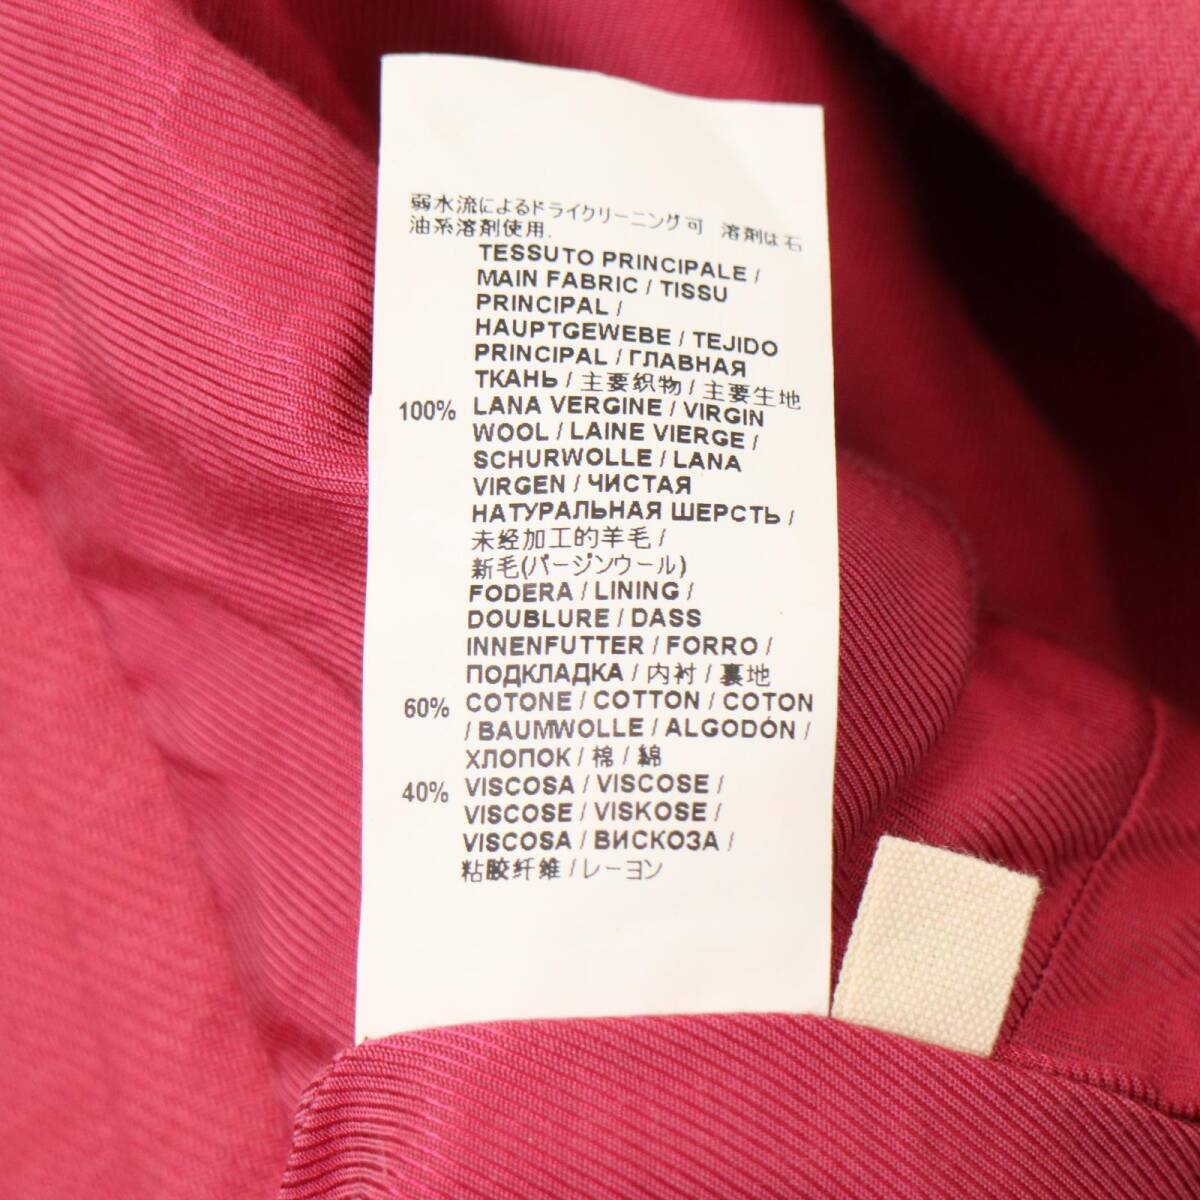 弱水流によるドライクリーニング可 溶剤は石
油系溶剤使用.
TESSUTO PRINCIPALE /
MAIN FABRIC / TISSU
PRINCIPAL /
HAUPTGEWEBE / TEJIDO
PRINCIPAL / ГЛАВНАЯ
ТКАНЬ / 主要织物 / 主要生地
100% LANA VERGINE / VIRGIN
WOOL / LAINE VIERGE /
SCHURWOLLE / LANA
VIRGEN / ЧИСТАЯ
НАТУРАЛЬНАЯ ШЕРСТЬ /
未经加工的羊毛 /
新毛(バージンウール)
FODERA / LINING /
DOUBLURE / DASS
INNENFUTTER / FORRO /
ПОДКЛАДКА / 内衬 / 裏地
60% COTONE / COTTON / COTON
/ BAUMWOLLE / ALGODÓN /
ХЛОПОК / 棉 / 綿
40% VISCOSA / VISCOSE /
VISCOSE / VISKOSE /
VISCOSA / ВИСКОЗА /
粘胶纤维 / レーヨン